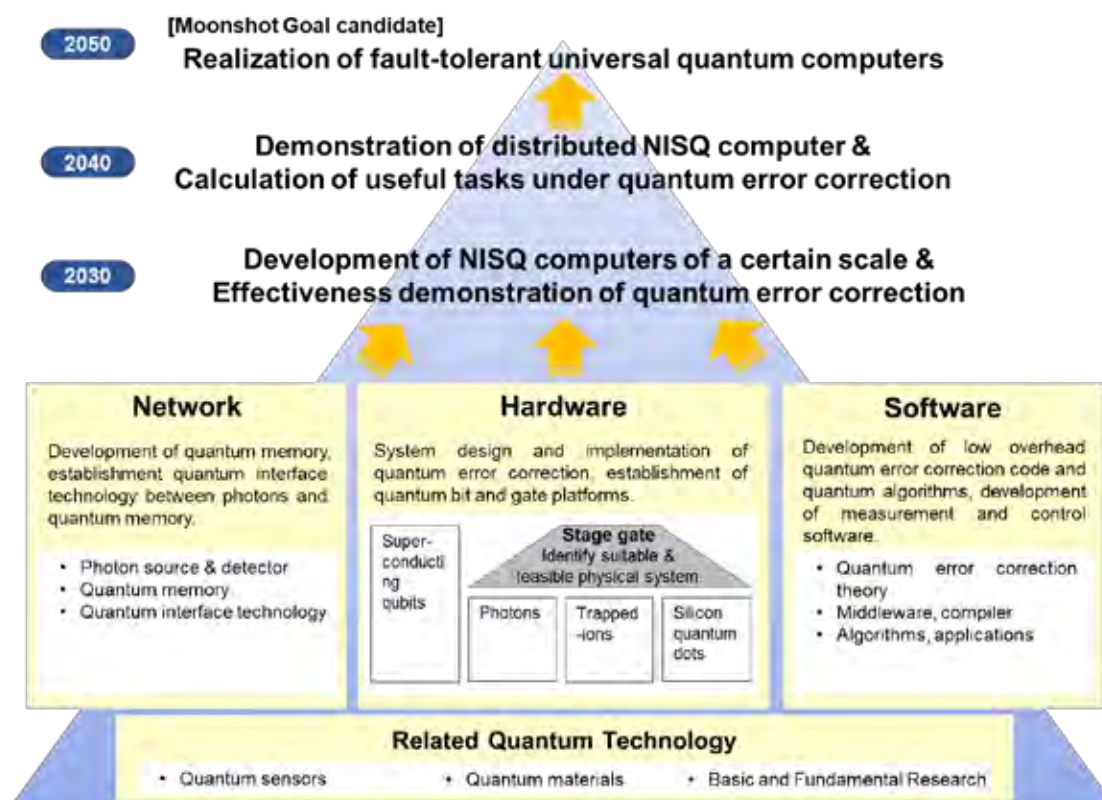 2050
[Moonshot Goal candidate]
Realization of fault-tolerant universal quantum computers
2040
Demonstration of distributed NISQ computer &
Calculation of useful tasks under quantum error correction
2030
Development of NISQ computers of a certain scale &
Effectiveness demonstration of quantum error correction
Network
Development of quantum memory,
establishment quantum interface
technology between photons and
quantum memory.
• Photon source & detector
• Quantum memory
• Quantum interface technology
Hardware
System design and implementation of
quantum error correction, establishment of
quantum bit and gate platforms.
Super-
conducti
ng
qubits
Stage gate
Identify suitable &
feasible physical system
Photons
Trapped
-ions
Silicon
quantum
dots
Software
Development of low overhead
quantum error correction code and
quantum algorithms, development
of measurement and control
software.
• Quantum error correction
theory
• Middleware, compiler
• Algorithms, applications
Related Quantum Technology
• Quantum sensors
• Quantum materials
• Basic and Fundamental Research